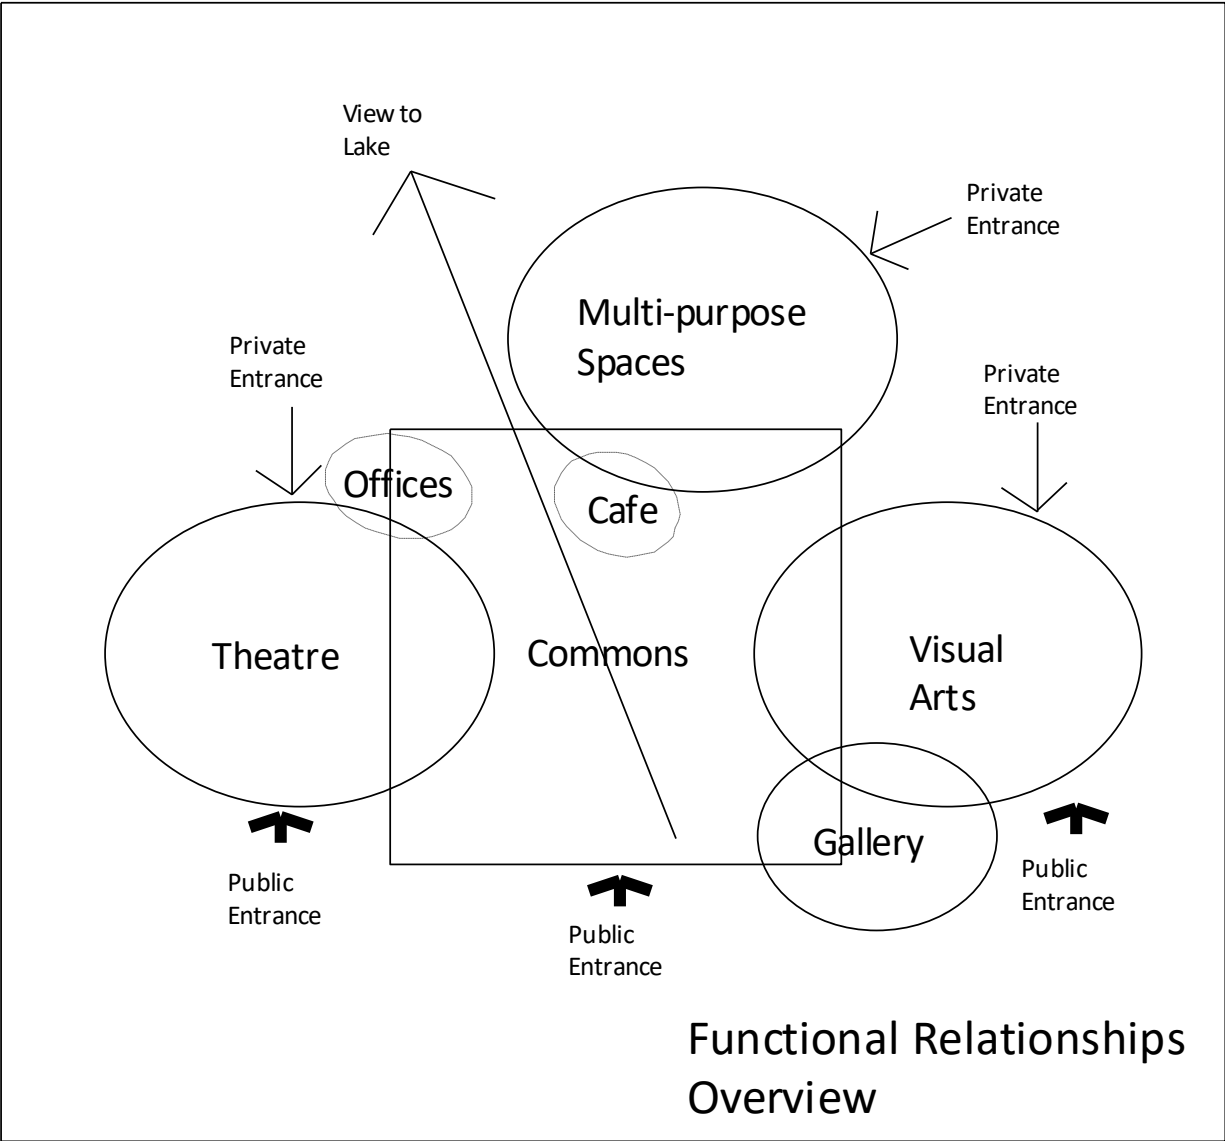 View to
Lake
Private
Entrance
Multi-purpose
Spaces
Private
Entrance
Private
Entrance
Offices
Cafe
Theatre
Commons
Visual
Arts
Gallery
Public
Entrance
Public
Entrance
Public
Entrance
Functional Relationships
Overview